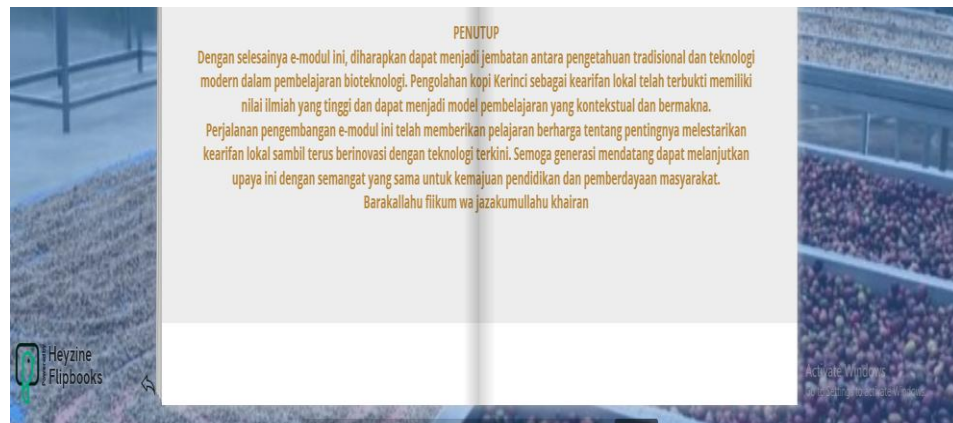 PENUTUP
Dengan selesainya e-modul ini, diharapkan dapat menjadi jembatan antara pengetahuan tradisional dan teknologi
modern dalam pembelajaran bioteknologi. Pengolahan kopi Kerinci sebagai kearifan lokal telah terbukti memiliki
nilai ilmiah yang tinggi dan dapat menjadi model pembelajaran yang kontekstual dan bermakna.
Perjalanan pengembangan e-modul ini telah memberikan pelajaran berharga tentang pentingnya melestarikan
kearifan lokal sambil terus berinovasi dengan teknologi terkini. Semoga generasi mendatang dapat melanjutkan
upaya ini dengan semangat yang sama untuk kemajuan pendidikan dan pemberdayaan masyarakat.
Barakallahu fiikum wa jazakumullahu khairan
Heyzine
Flipbooks
Activate Windows
to activate Windows.